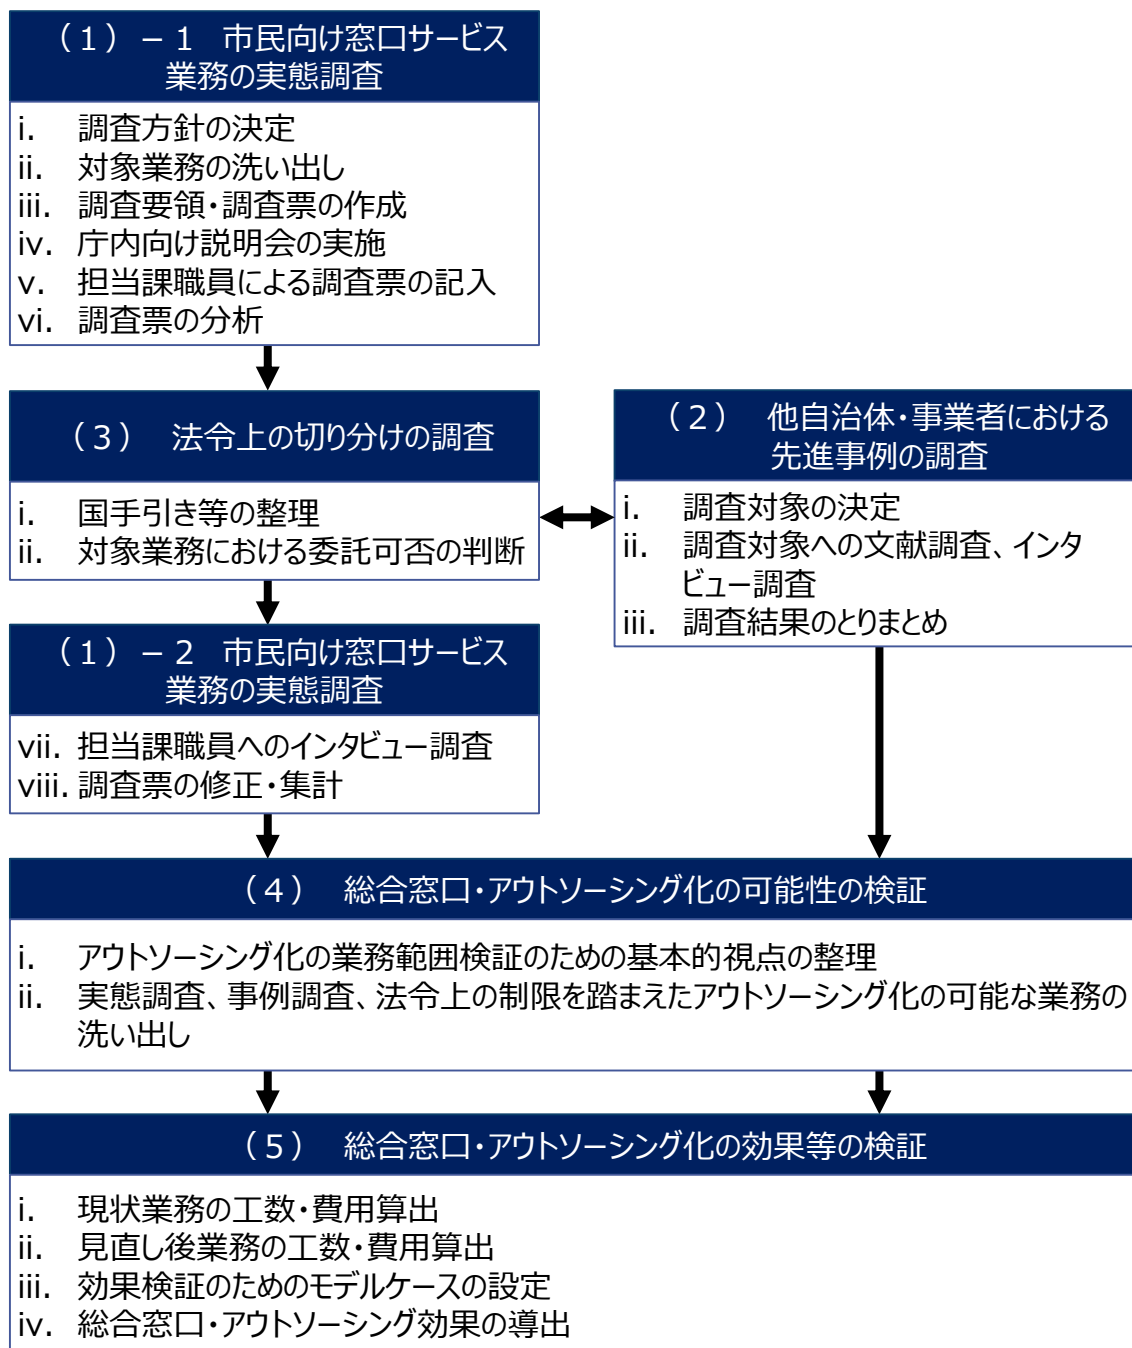 （１）－１　市民向け窓口サービス
業務の実態調査
i. 調査方針の決定
ii. 対象業務の洗い出し
iii. 調査要領・調査票の作成
iv. 庁内向け説明会の実施
v. 担当課職員による調査票の記入
vi. 調査票の分析
（３）　法令上の切り分けの調査
i. 国手引き等の整理
ii. 対象業務における委託可否の判断
（２）　他自治体・事業者における
先進事例の調査
i. 調査対象の決定
ii. 調査対象への文献調査、インタ
ビュー調査
iii. 調査結果のとりまとめ
（１）－２　市民向け窓口サービス
業務の実態調査
vii. 担当課職員へのインタビュー調査
viii. 調査票の修正・集計
（４）　総合窓口・アウトソーシング化の可能性の検証
i. アウトソーシング化の業務範囲検証のための基本的視点の整理
ii. 実態調査、事例調査、法令上の制限を踏まえたアウトソーシング化の可能な業務の
洗い出し
（５）　総合窓口・アウトソーシング化の効果等の検証
i. 現状業務の工数・費用算出
ii. 見直し後業務の工数・費用算出
iii. 効果検証のためのモデルケースの設定
iv. 総合窓口・アウトソーシング効果の導出